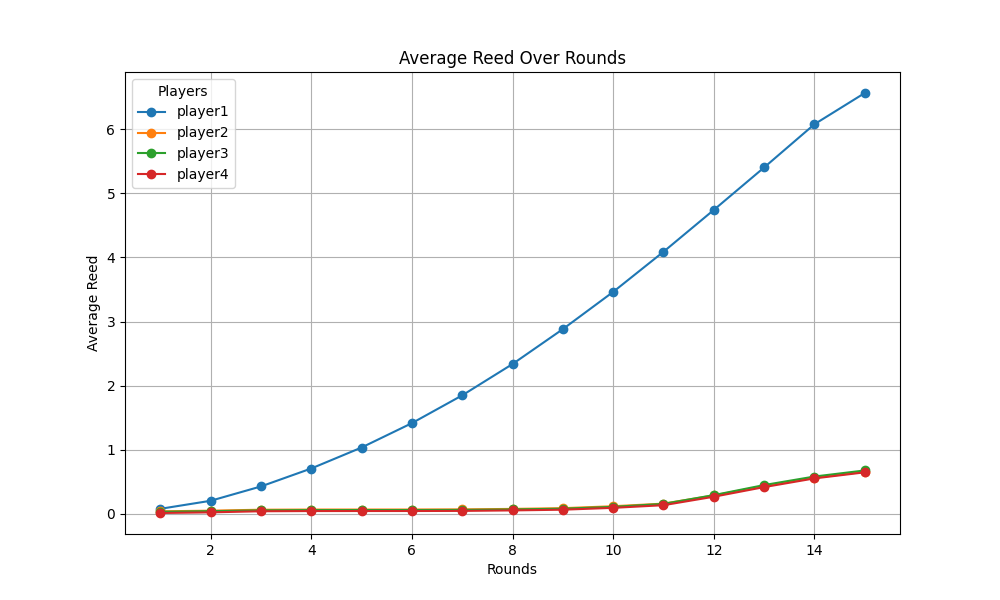 Average Reed Over Rounds
Players
player1
player2
player3
player4
Average Reed
6
5
4
3
2
1
0
2 4 6 8 10 12 14
Rounds